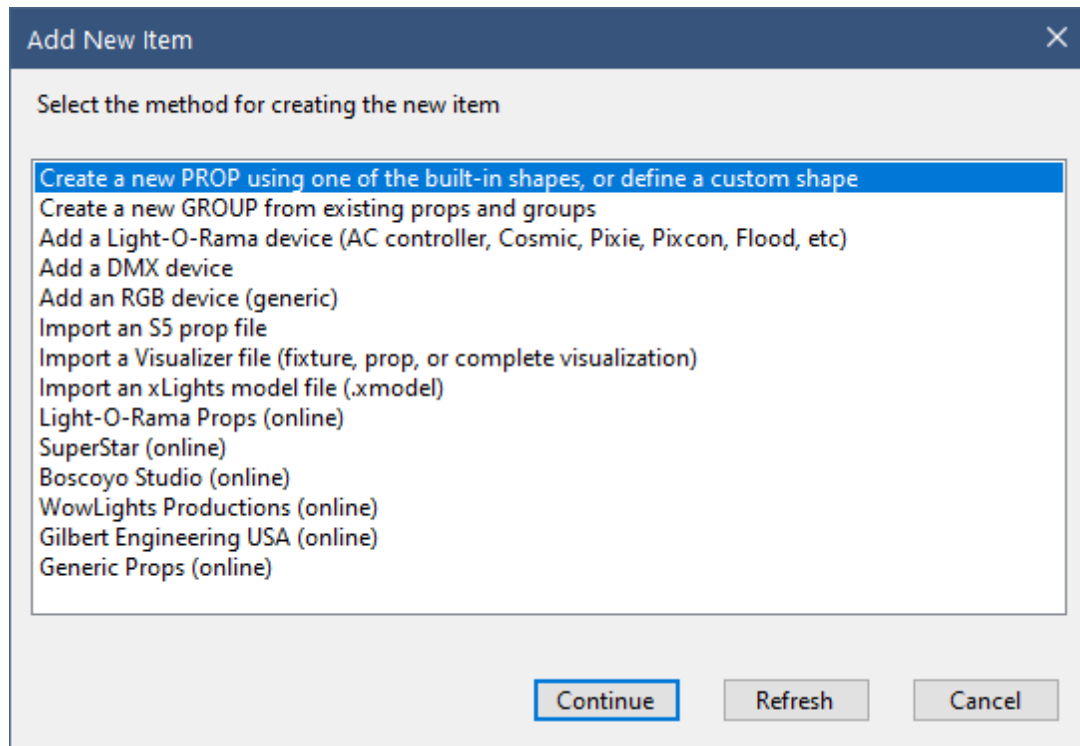 Add New Item
Select the method for creating the new item
Create a new PROP using one of the built-in shapes, or define a custom shape
Create a new GROUP from existing props and groups
Add a Light-O-Rama device (AC controller, Cosmic, Pixie, Pixcon, Flood, etc)
Add a DMX device
Add an RGB device (generic)
Import an S5 prop file
Import a Visualizer file (fixture, prop, or complete visualization)
Import an xLights model file (.xmodel)
Light-O-Rama Props (online)
SuperStar (online)
Boscoyo Studio (online)
WowLights Productions (online)
Gilbert Engineering USA (online)
Generic Props (online)
Continue Refresh Cancel